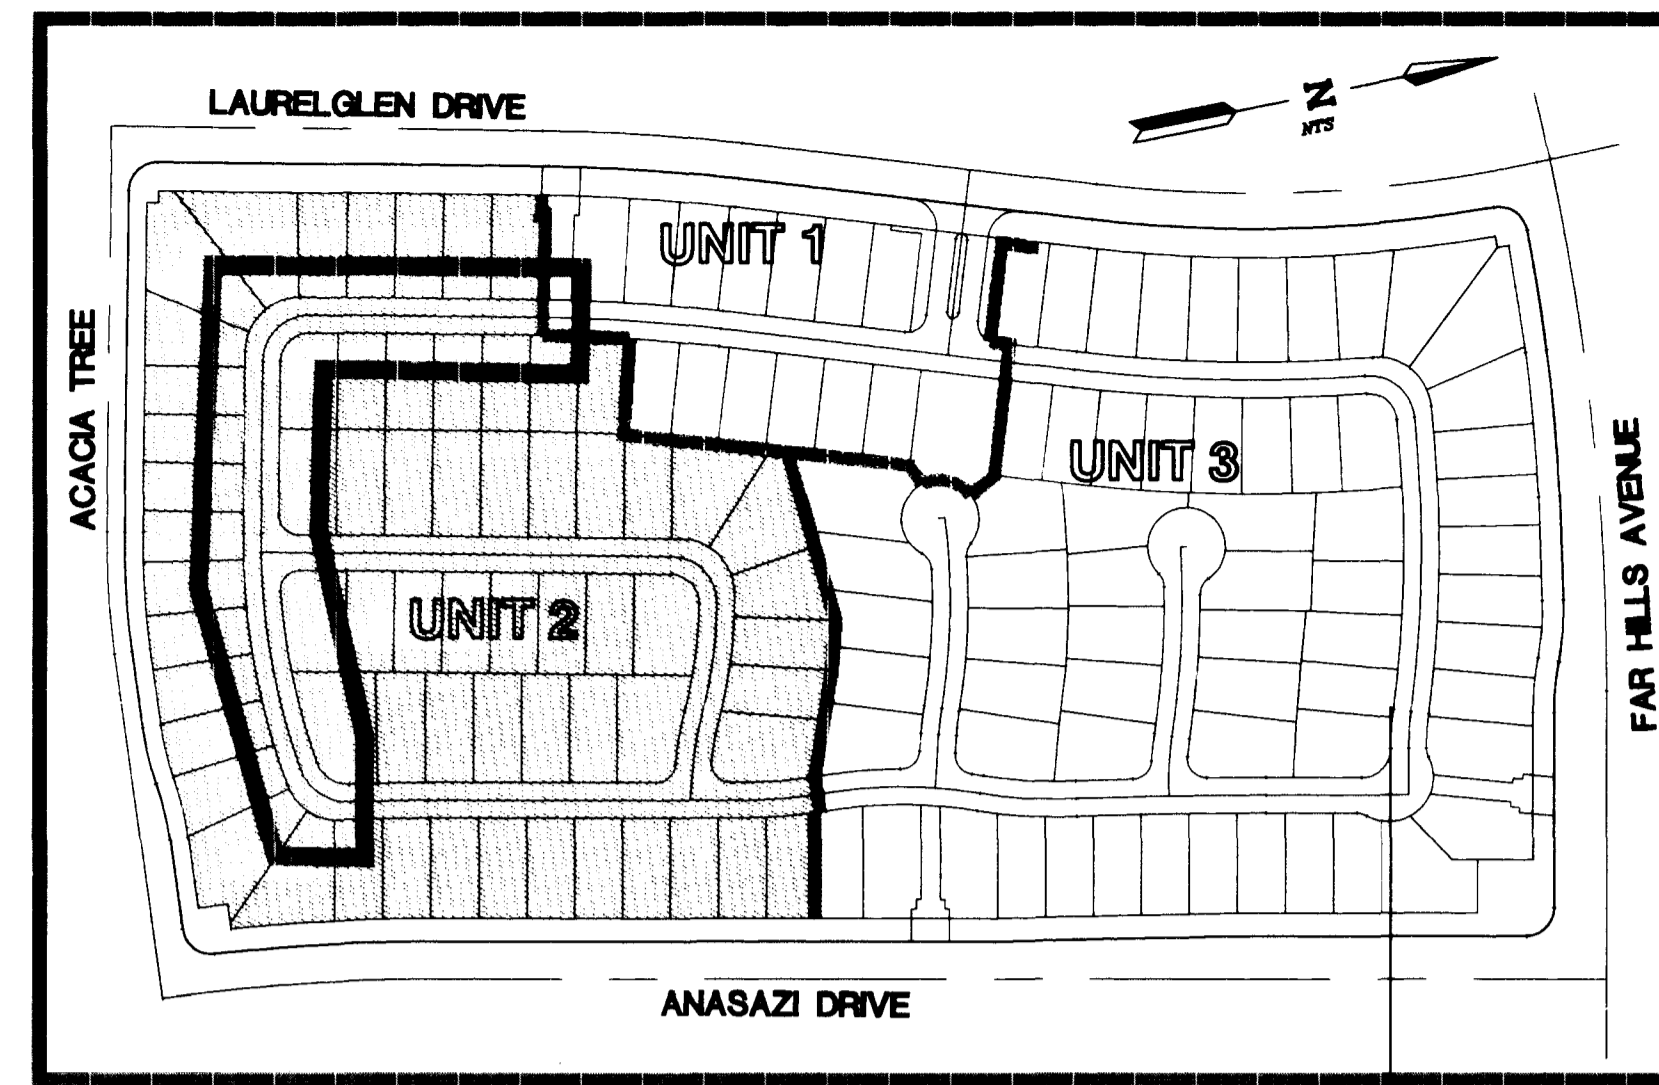 LAURELGLEN DRIVE
N
NTS
UNIT 1
ACACIA TREE
UNIT 3
FAR HILLS AVENUE
UNIT 2
ANASAZI DRIVE